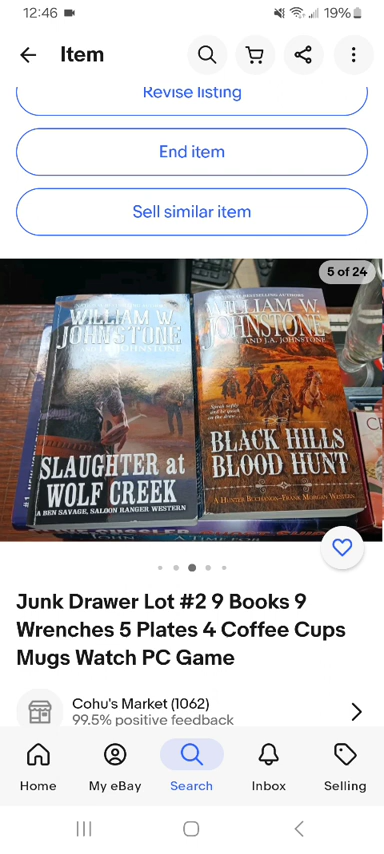 12:46
19%
Item
Revise listing
End item
Sell similar item
5 of 24
WILLIAM W.
JOHNSTONE
SLAUGHTER at
WOLF CREEK
A BEN SAVAGE, SALOON RANGER WESTERN
WILLIAM W.
JOHNSTONE
AND J.A. JOHNSTONE
BLACK HILLS
BLOOD HUNT
A HUNTER BUCHANON–FRANK MORGAN WESTERN
Junk Drawer Lot #2 9 Books 9
Wrenches 5 Plates 4 Coffee Cups
Mugs Watch PC Game
Cohu's Market (1062)
99.5% positive feedback
Home
My eBay
Search
Inbox
Selling